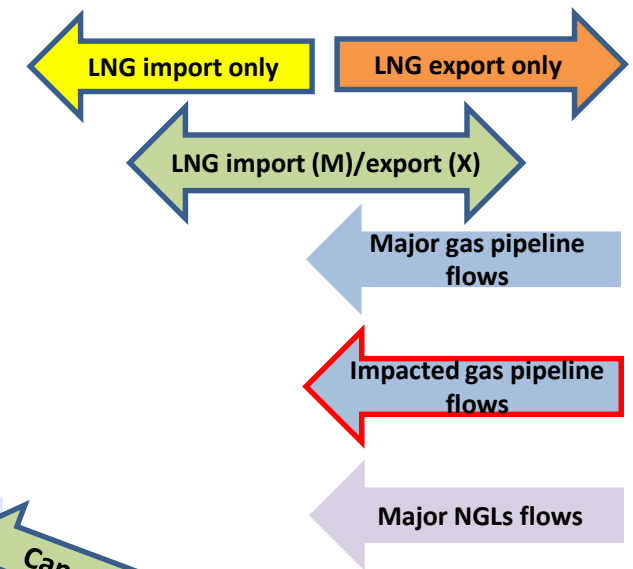 LNG import only
LNG export only
LNG import (M)/export (X)
Major gas pipeline
flows
Impacted gas pipeline
flows
Major NGLs flows